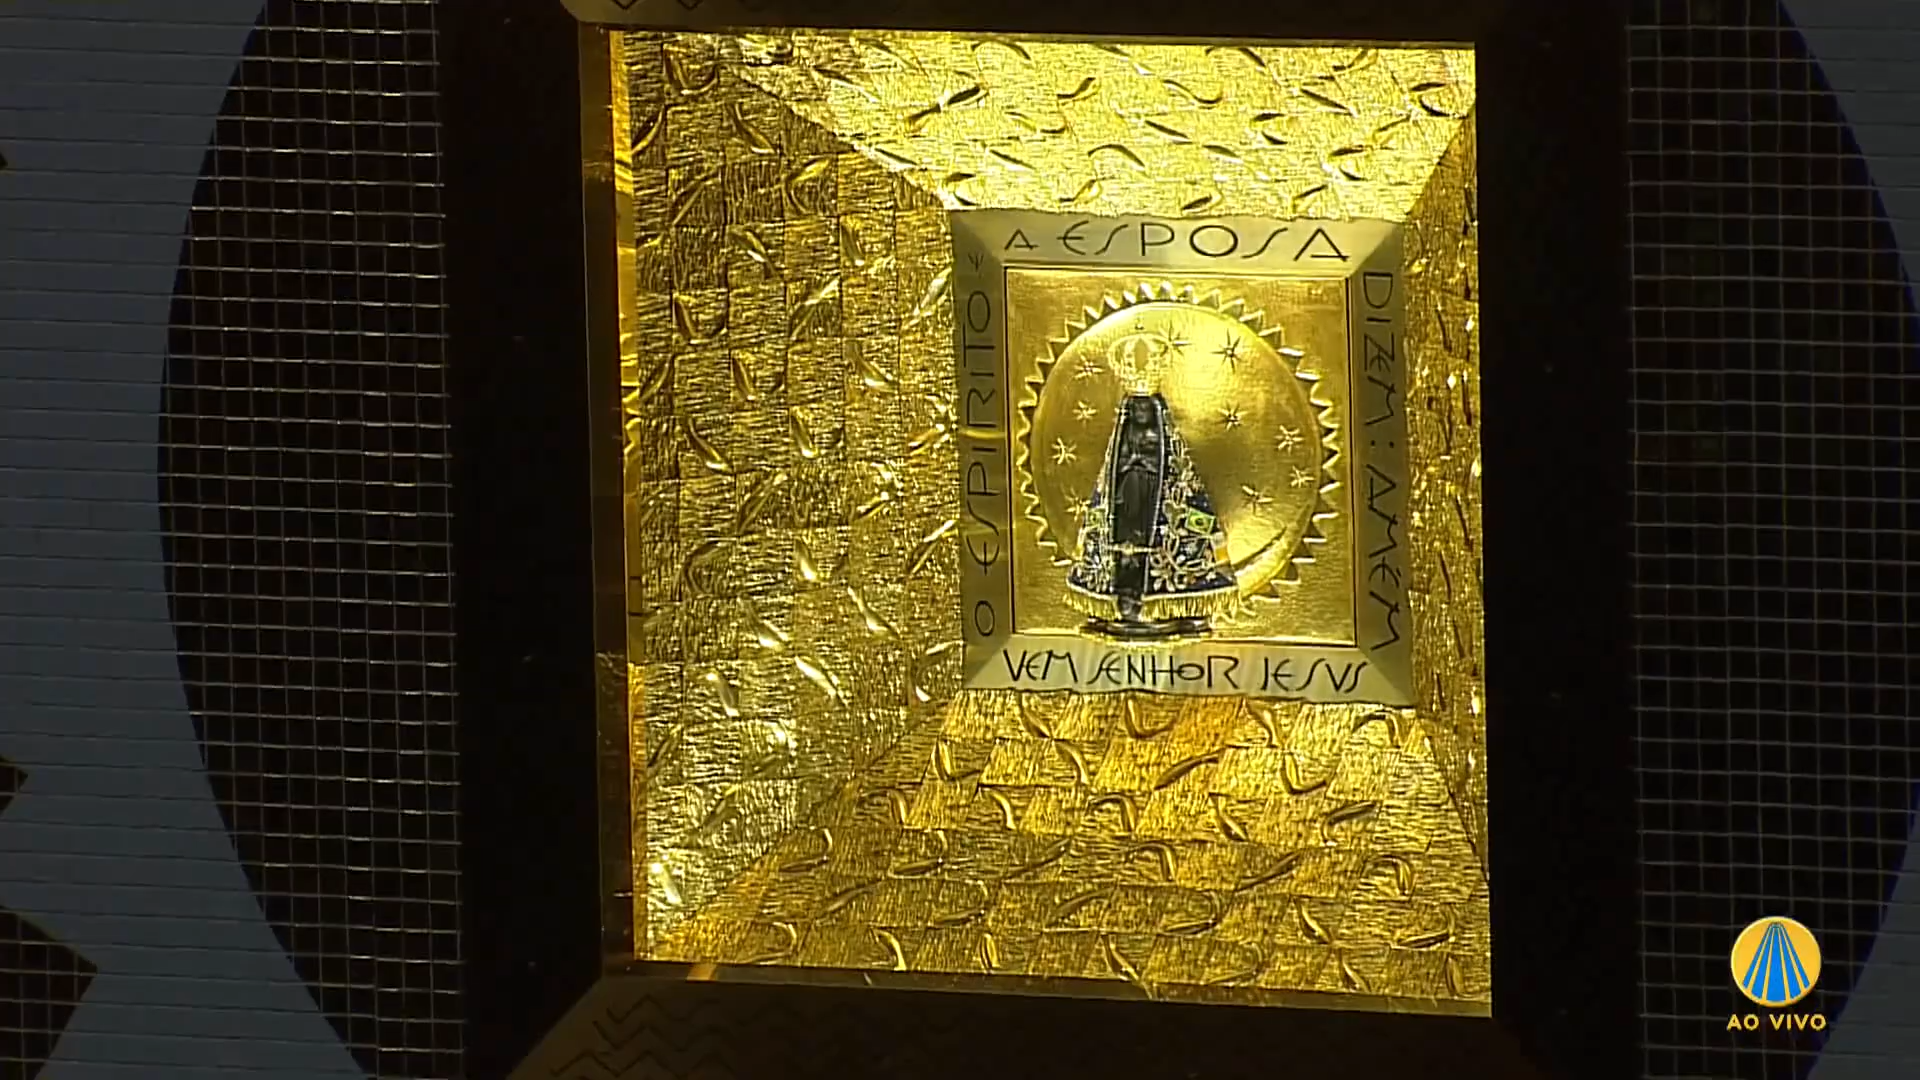 O ESPIRITO E
A ESPOSA
DIZEM: AMÉM
VEM SENHOR JESUS
AO VIVO